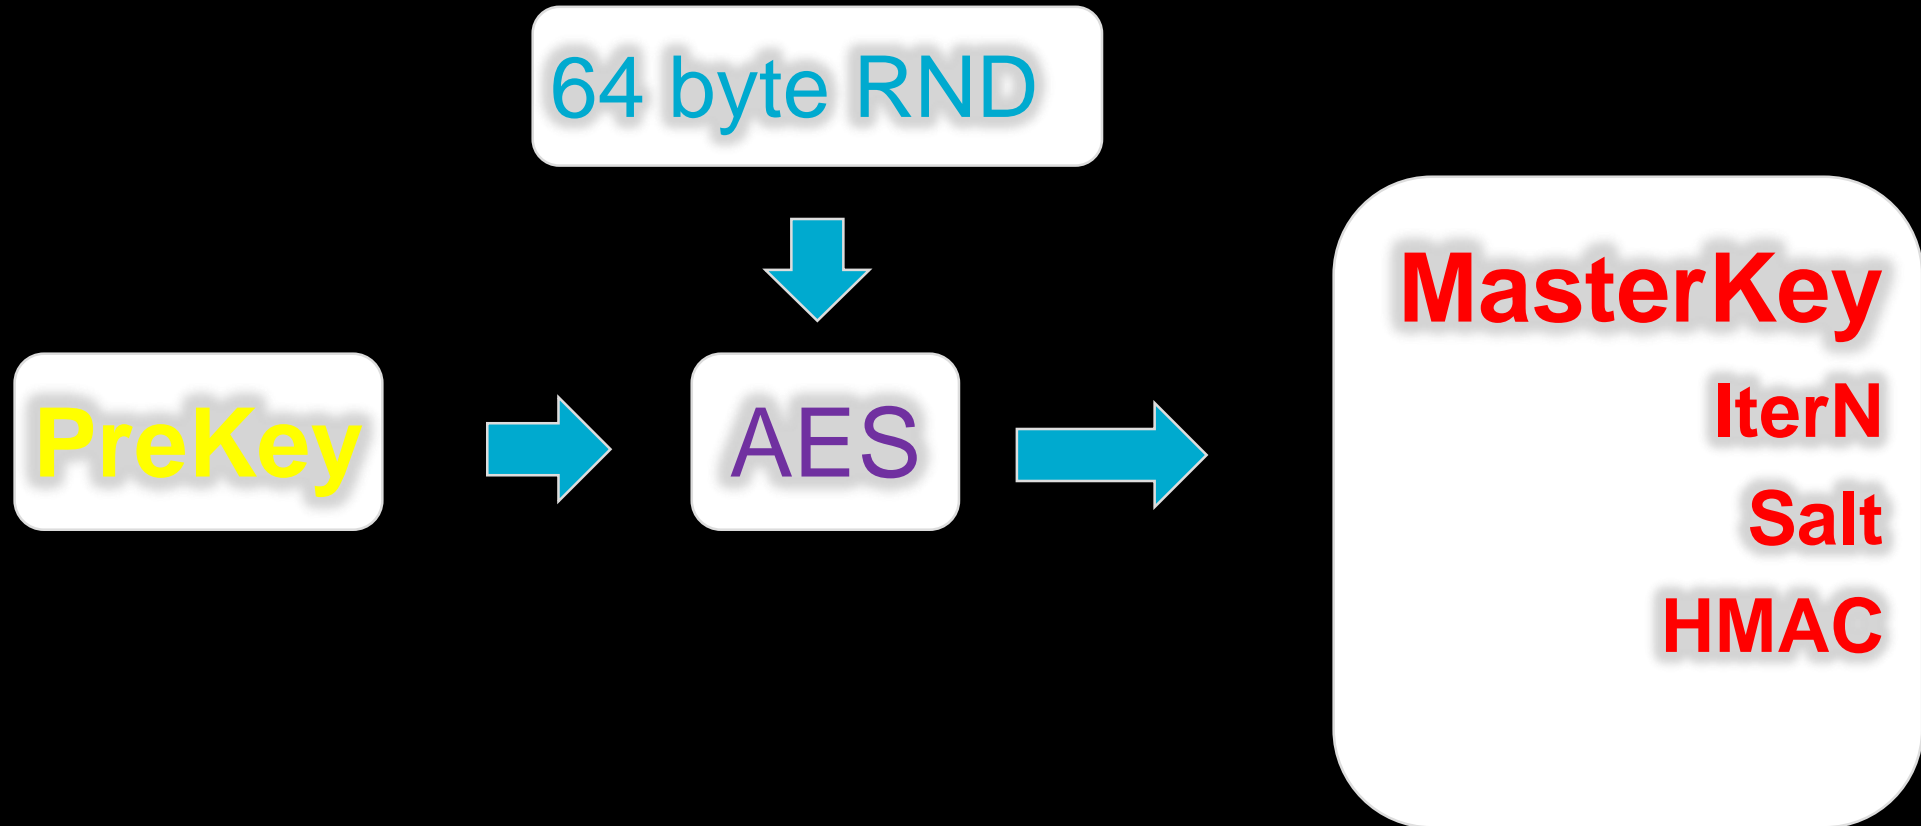 64 byte RND
PreKey
AES
MasterKey
IterN
Salt
HMAC